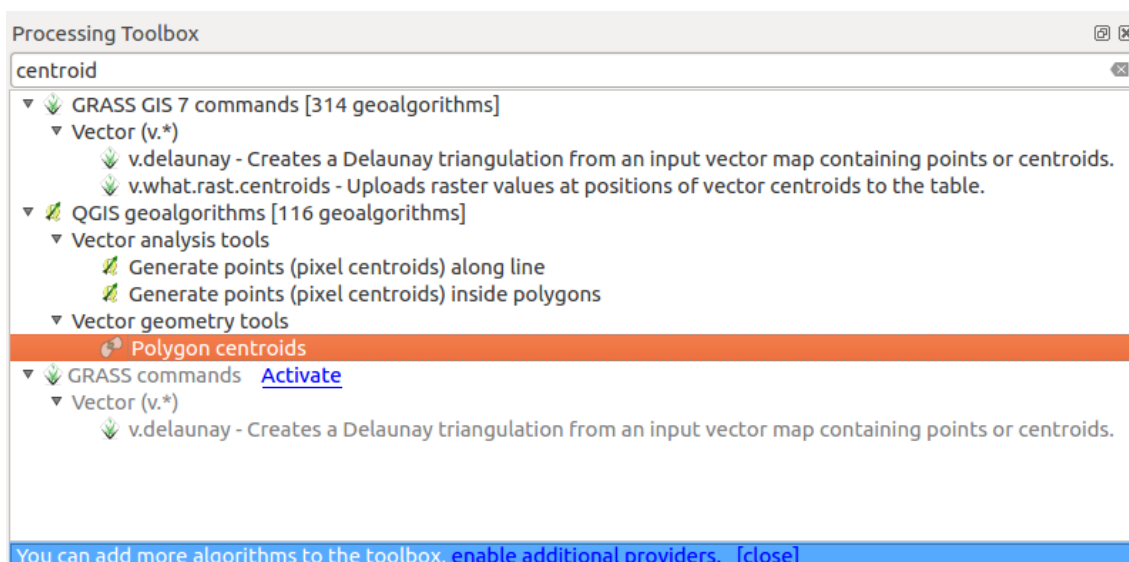 Processing Toolbox
centroid
GRASS GIS 7 commands [314 geoalgorithms]
Vector (v.*)
v.delaunay - Creates a Delaunay triangulation from an input vector map containing points or centroids.
v.what.rast.centroids - Uploads raster values at positions of vector centroids to the table.
QGIS geoalgorithms [116 geoalgorithms]
Vector analysis tools
Generate points (pixel centroids) along line
Generate points (pixel centroids) inside polygons
Vector geometry tools
Polygon centroids
GRASS commands Activate
Vector (v.*)
v.delaunay - Creates a Delaunay triangulation from an input vector map containing points or centroids.
You can add more algorithms to the toolbox, enable additional providers. [close]